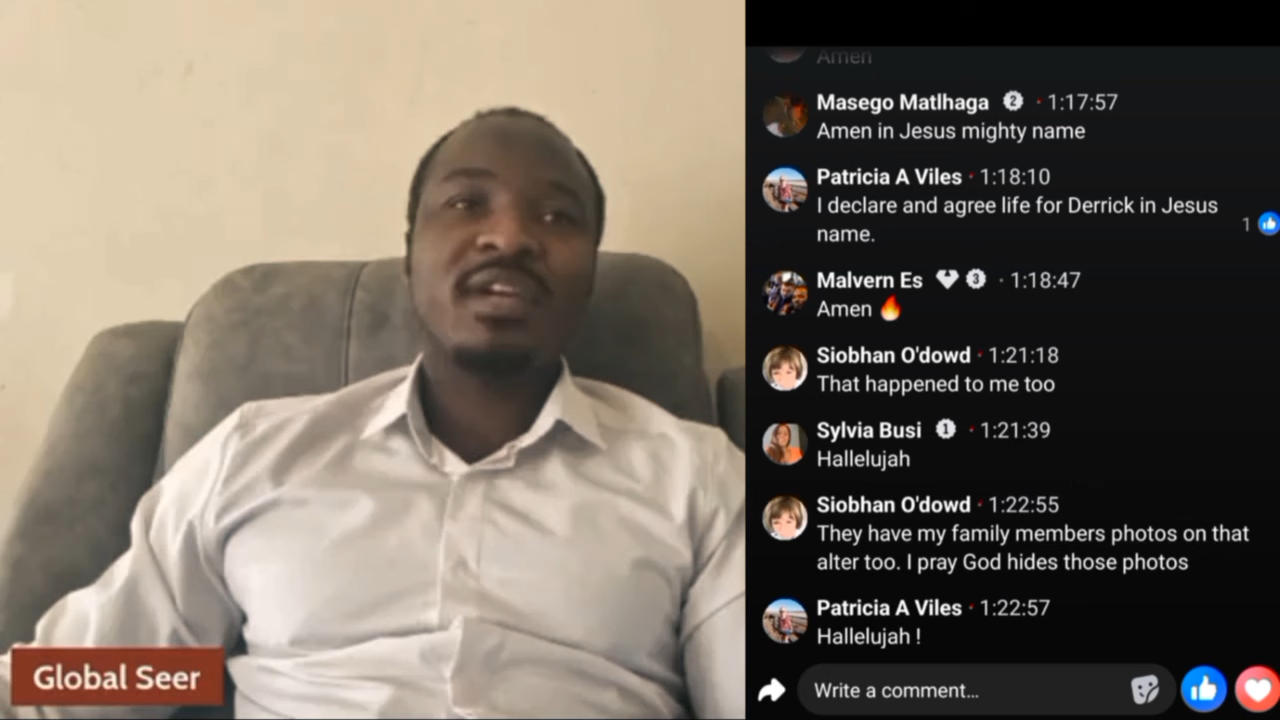 Global Seer
Amen
Masego Matlhaga 2 · 1:17:57
Amen in Jesus mighty name
Patricia A Viles · 1:18:10
I declare and agree life for Derrick in Jesus
name.
1
Malvern Es 3 · 1:18:47
Amen 🔥
Siobhan O'dowd · 1:21:18
That happened to me too
Sylvia Busi 1 · 1:21:39
Hallelujah
Siobhan O'dowd · 1:22:55
They have my family members photos on that
alter too. I pray God hides those photos
Patricia A Viles · 1:22:57
Hallelujah !
Write a comment...